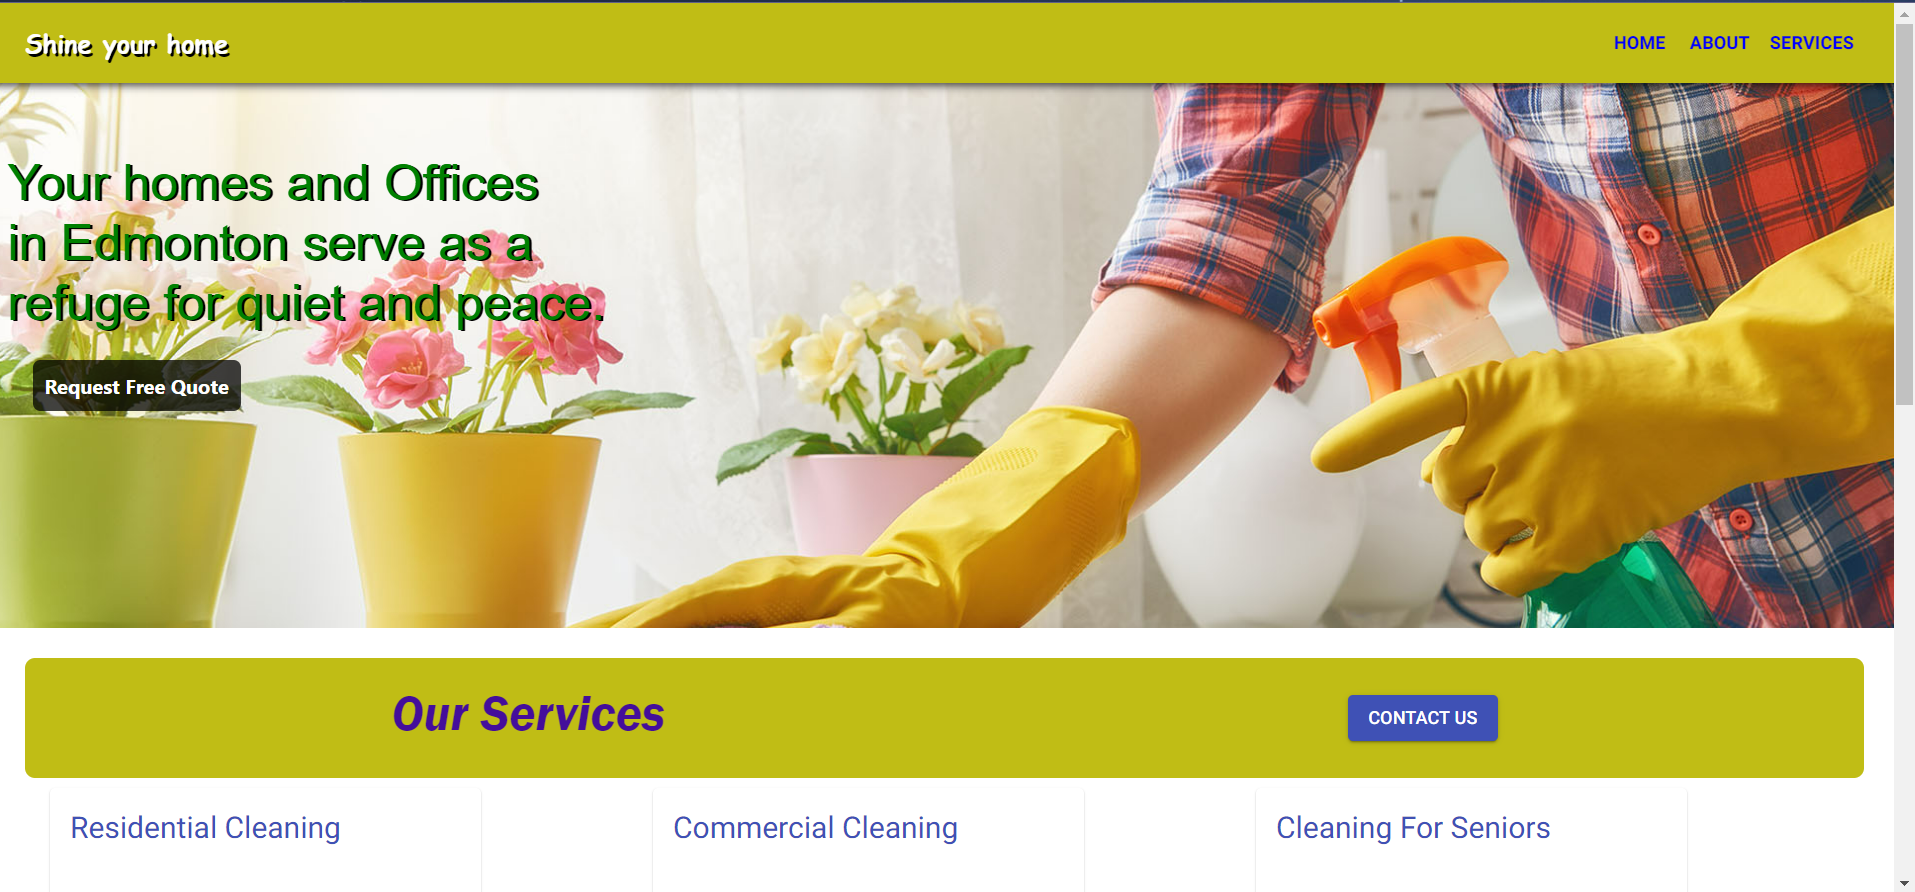 Shine your home
HOME ABOUT SERVICES
Your homes and Offices
in Edmonton serve as a
refuge for quiet and peace.
Request Free Quote
Our Services
CONTACT US
Residential Cleaning
Commercial Cleaning
Cleaning For Seniors